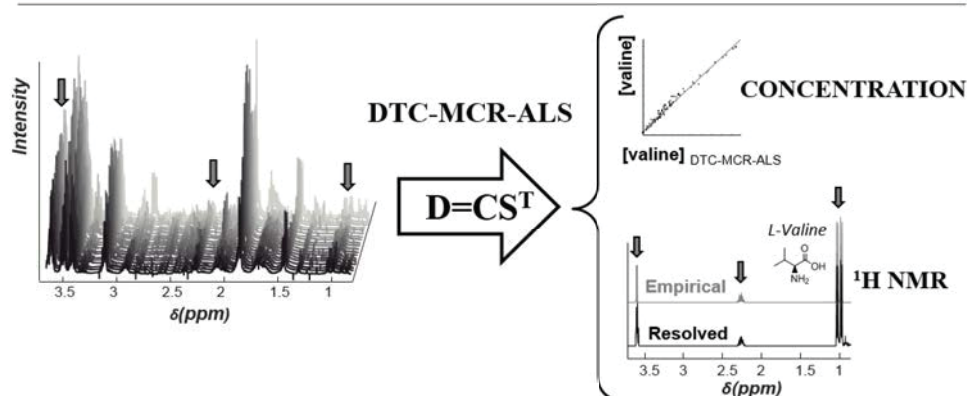 Intensity
3.5 3 2.5 2 1.5 1
δ(ppm)
DTC-MCR-ALS
D=CSᵀ
[valine]
[valine] DTC-MCR-ALS
CONCENTRATION
L-Valine
O
OH
NH₂
Empirical
Resolved
3.5 3 2.5 2 1.5 1
δ(ppm)
¹H NMR